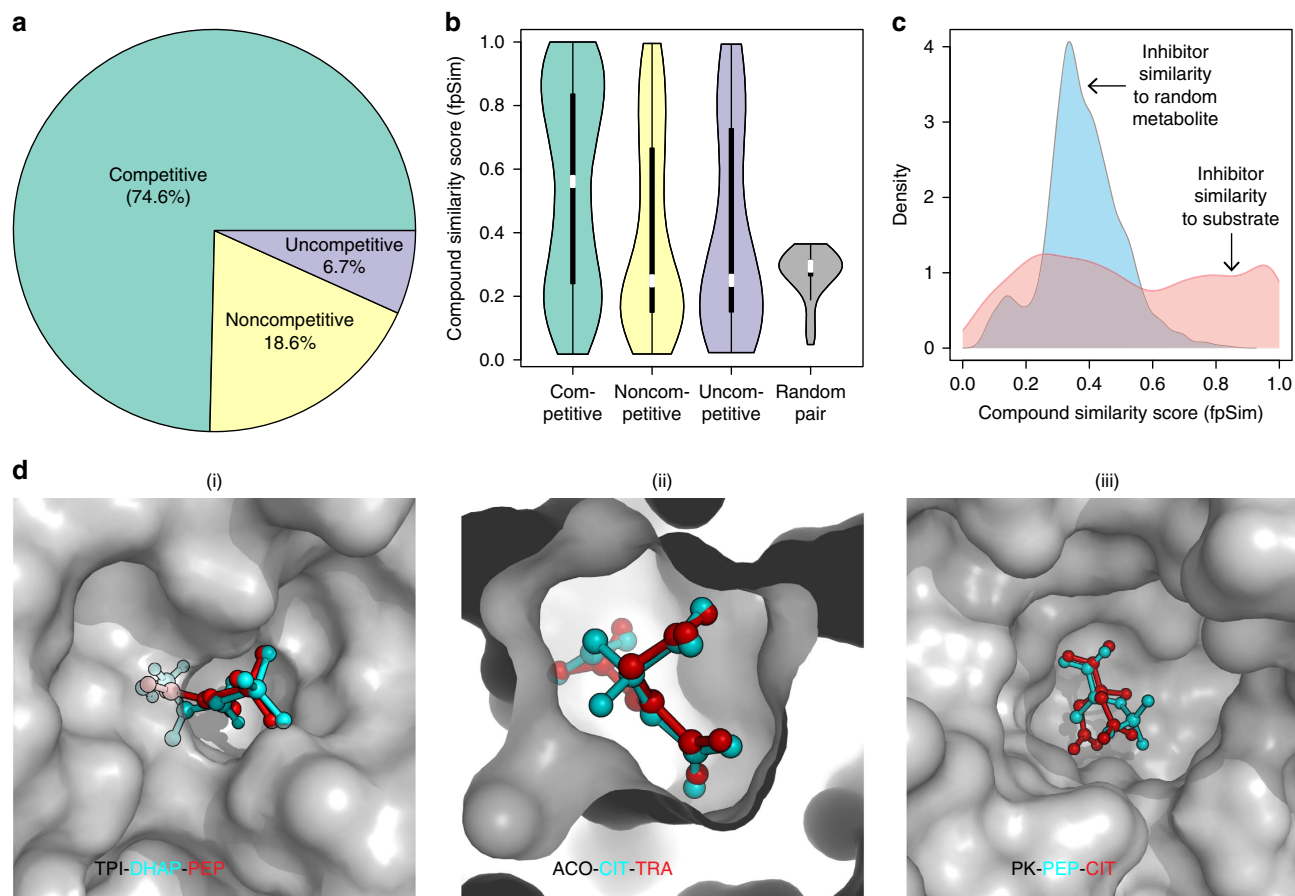 a
Competitive
(74.6%)
Uncompetitive
6.7%
Noncompetitive
18.6%
b
Compound similarity score (fpSim)
1.0
0.8
0.6
0.4
0.2
0.0
Com-
petitive
Noncom-
petitive
Uncom-
petitive
Random
pair
c
Density
4
3
2
1
0
Inhibitor
similarity
to random
metabolite
Inhibitor
similarity
to substrate
0.0 0.2 0.4 0.6 0.8 1.0
Compound similarity score (fpSim)
d
(i)
TPI-DHAP-PEP
(ii)
ACO-CIT-TRA
(iii)
PK-PEP-CIT